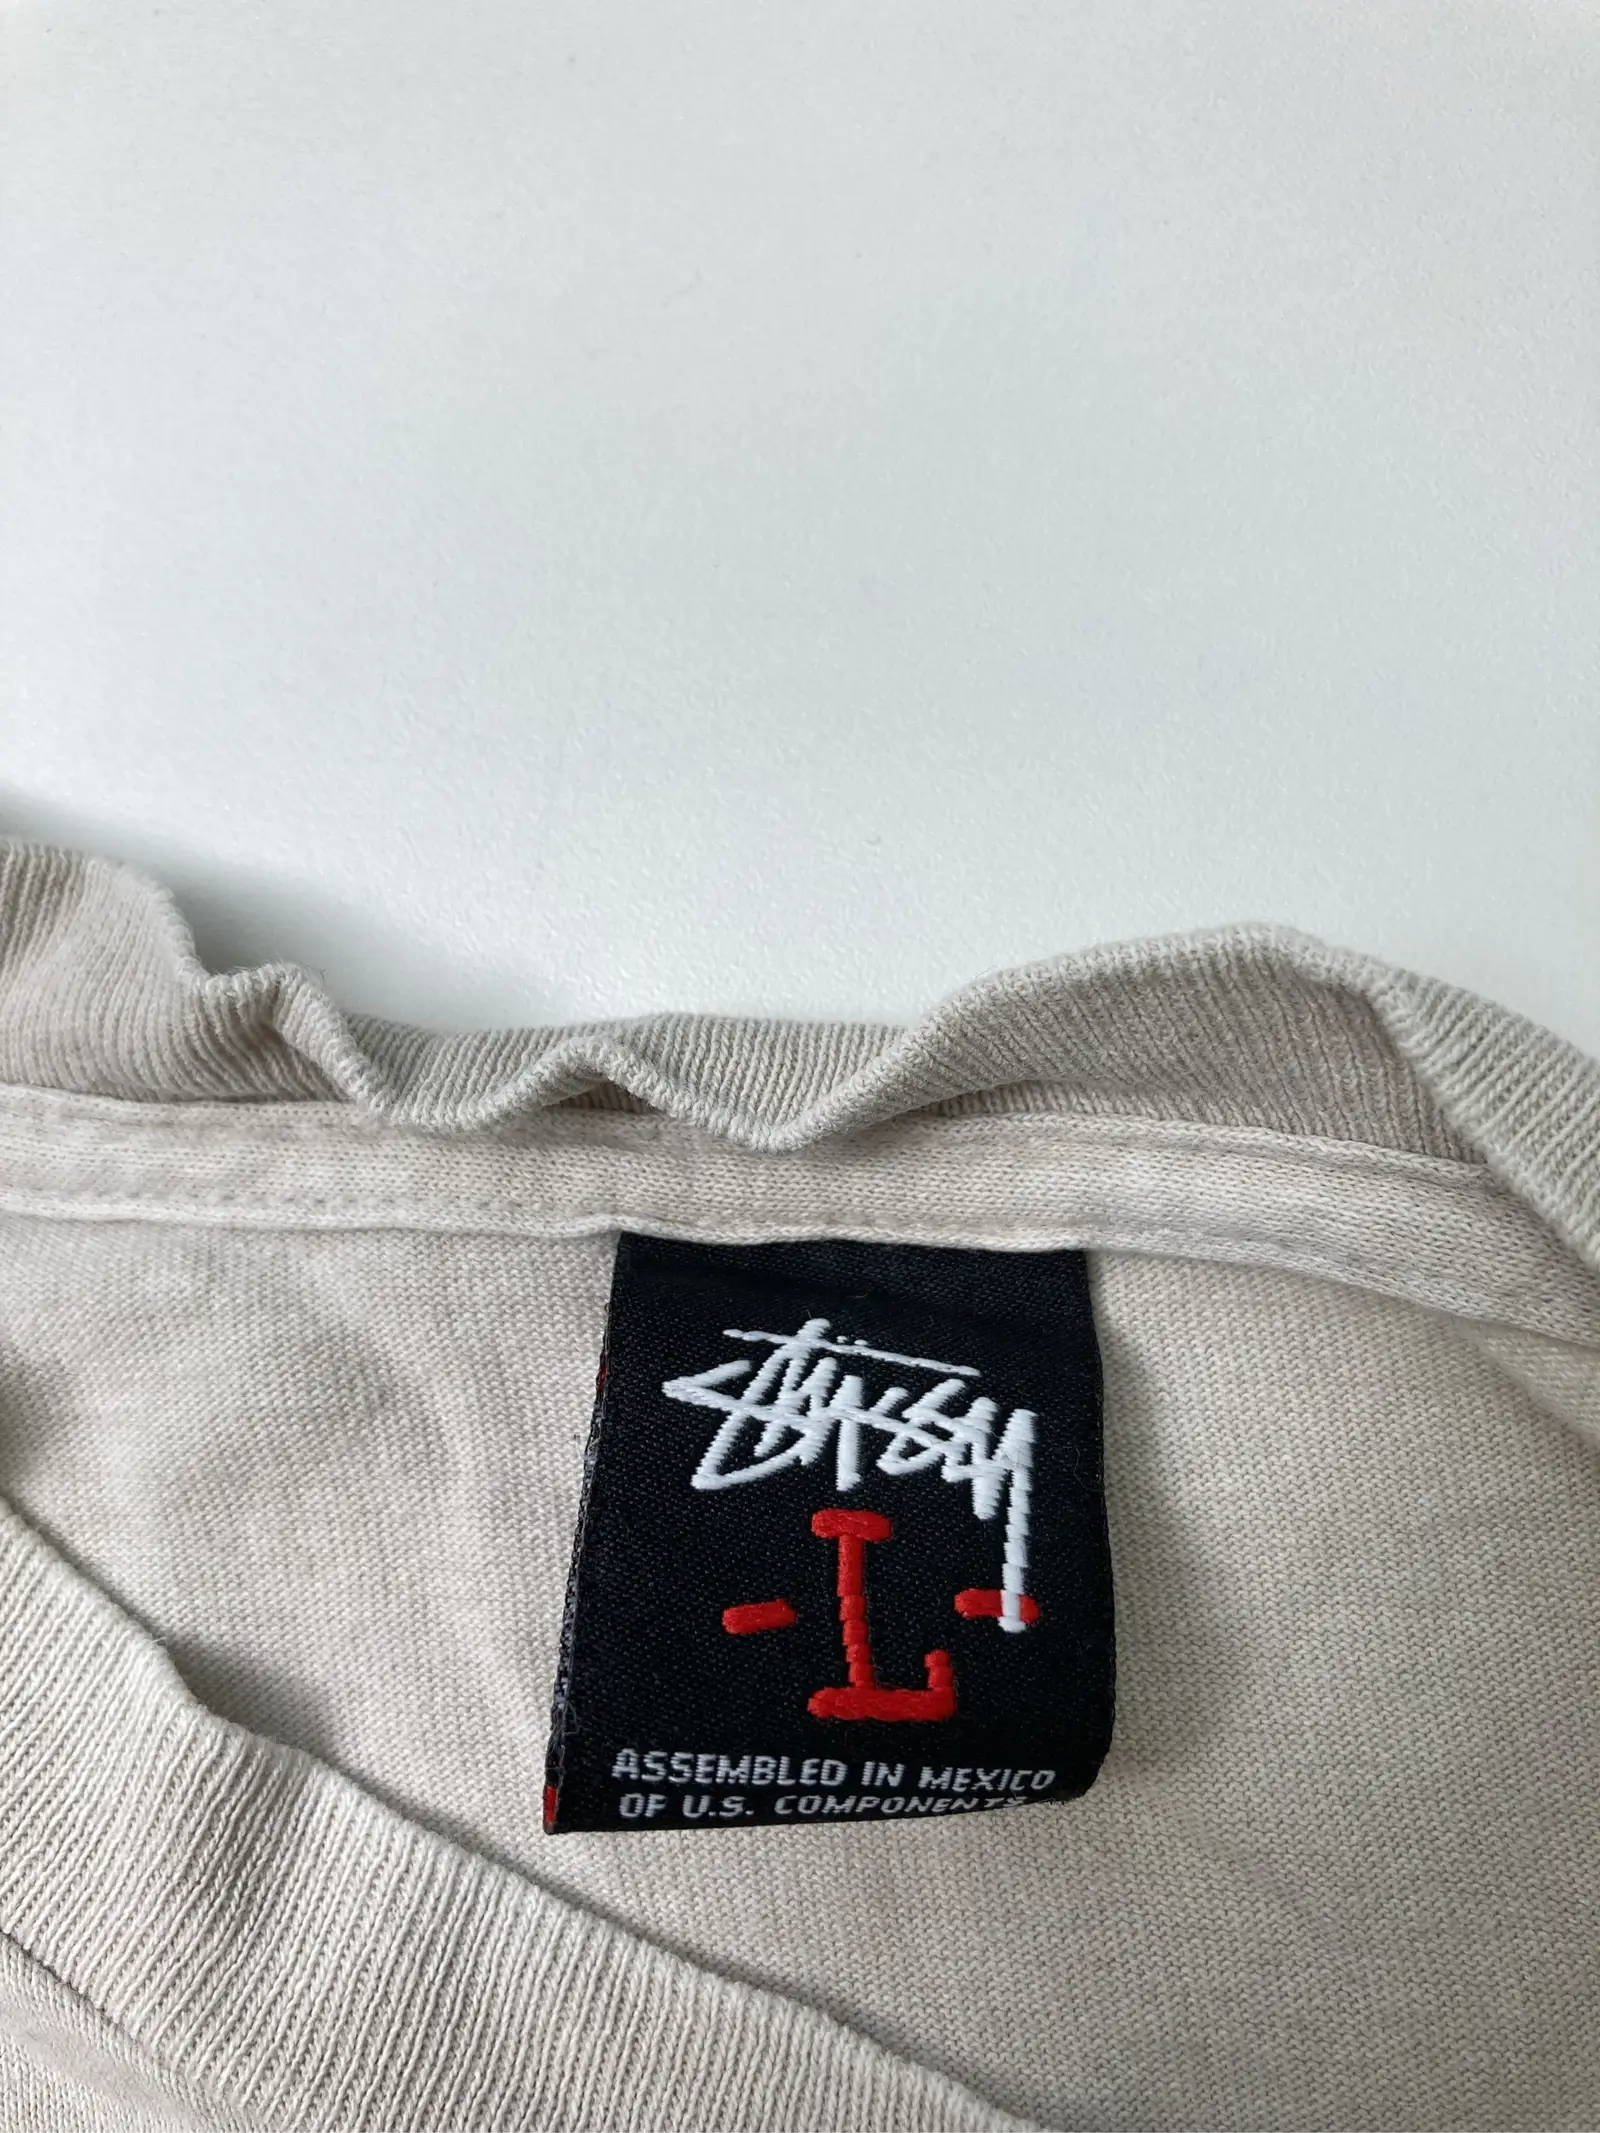 Stüssy
- L -
ASSEMBLED IN MEXICO
OF U.S. COMPONENTS